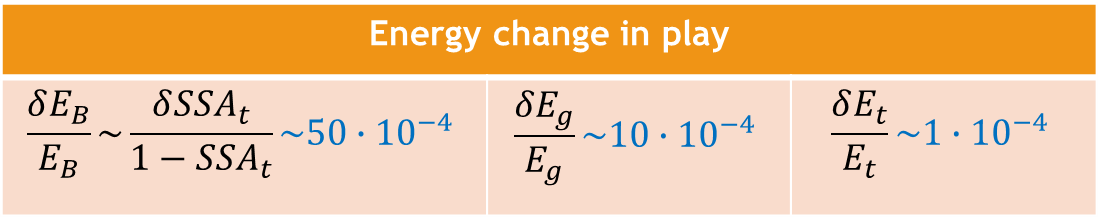 Energy change in play
δE_B/E_B ~ δSSA_t/(1 − SSA_t) ~50 · 10⁻⁴
δE_g/E_g ~10 · 10⁻⁴
δE_t/E_t ~1 · 10⁻⁴